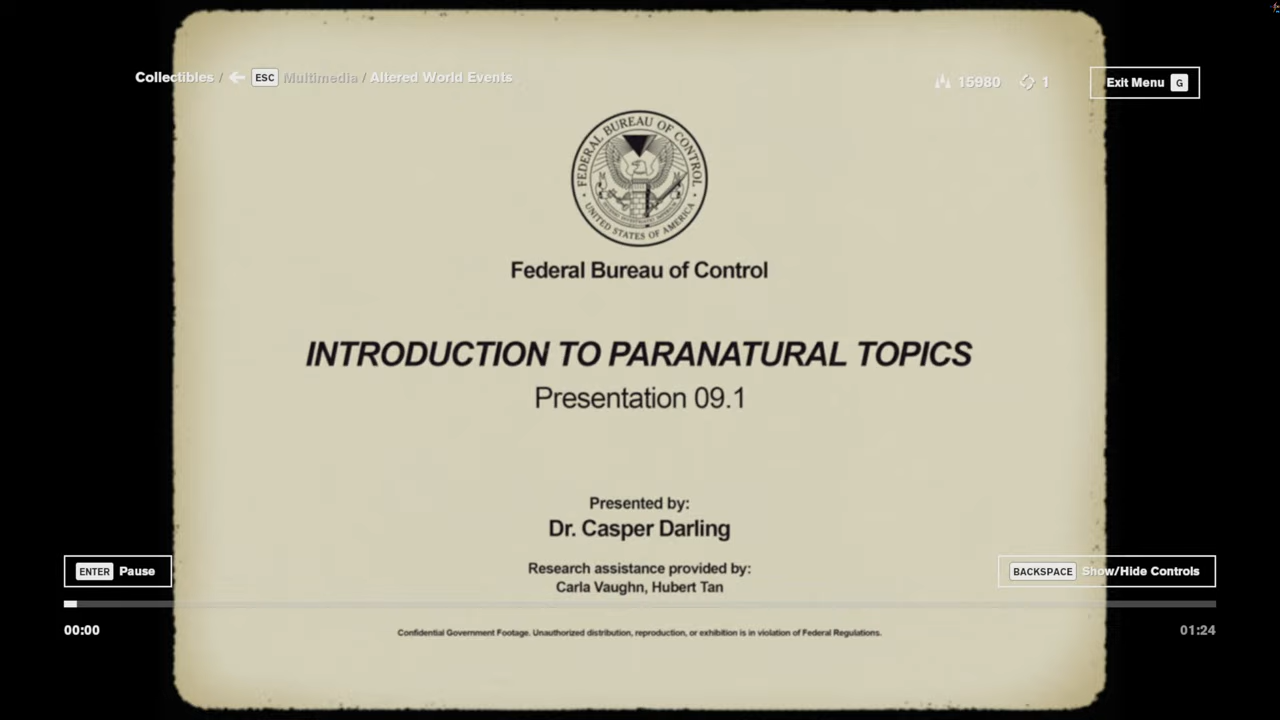 Collectibles / ESC Multimedia / Altered World Events
15980 1
Exit Menu G
FEDERAL BUREAU OF CONTROL
UNITED STATES OF AMERICA
Federal Bureau of Control
INTRODUCTION TO PARANATURAL TOPICS
Presentation 09.1
Presented by:
Dr. Casper Darling
Research assistance provided by:
Carla Vaughn, Hubert Tan
ENTER Pause
BACKSPACE Show/Hide Controls
00:00
01:24
Confidential Government Footage. Unauthorized distribution, reproduction, or exhibition is in violation of Federal Regulations.